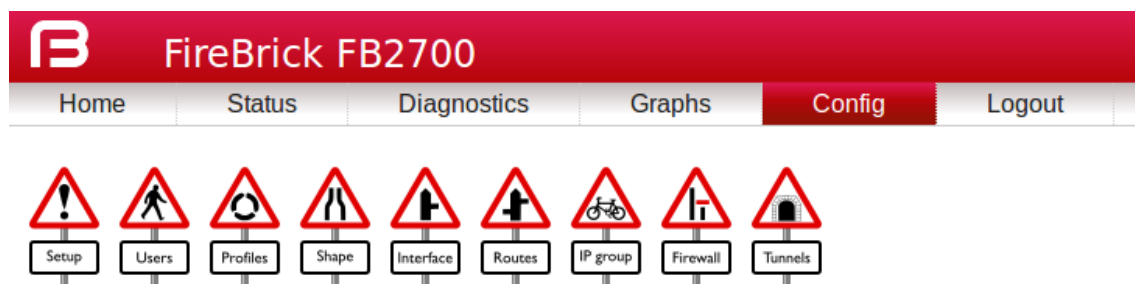 FireBrick FB2700
Home Status Diagnostics Graphs Config Logout
Setup Users Profiles Shape Interface Routes IP group Firewall Tunnels